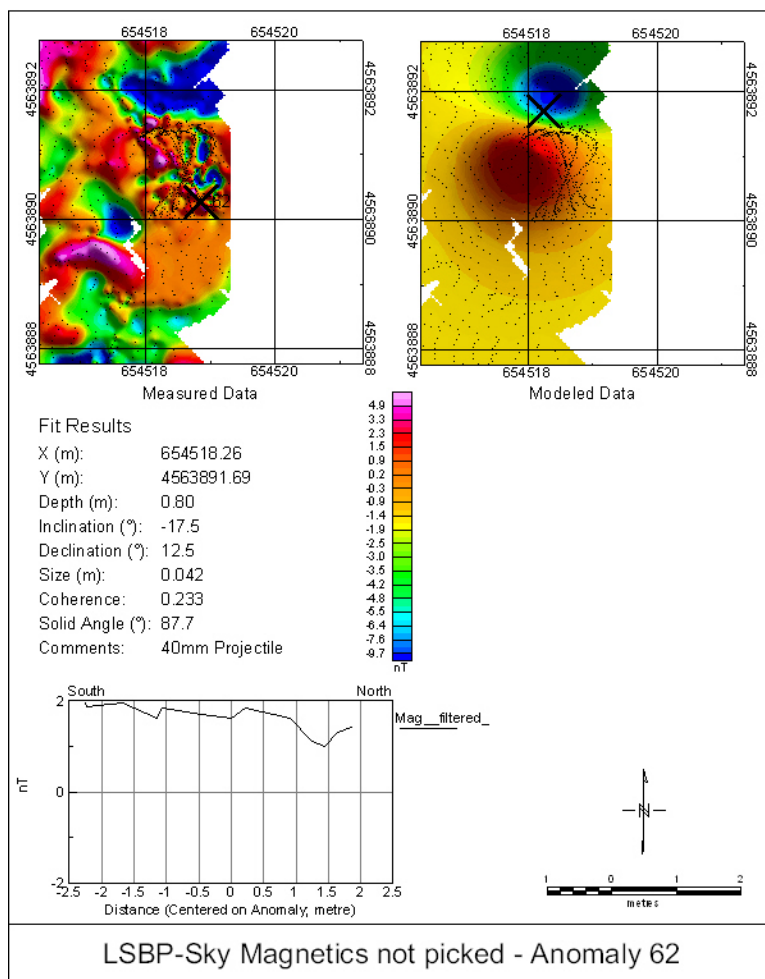 654518 654520
654518 654520
4563892
4563890
4563888
4563892
4563890
4563888
62
4563892
4563890
4563888
4563892
4563890
4563888
654518 654520
654518 654520
Measured Data
Modeled Data
Fit Results
X (m): 654518.26
Y (m): 4563891.69
Depth (m): 0.80
Inclination (°): -17.5
Declination (°): 12.5
Size (m): 0.042
Coherence: 0.233
Solid Angle (°): 87.7
Comments: 40mm Projectile
4.9
3.3
2.3
1.5
0.9
0.2
-0.3
-0.9
-1.4
-1.9
-2.5
-3.0
-4.0
-4.8
-5.5
-6.4
-7.6
-9.7
nT
South North
2
0
-2
nT
-2.5 -2 -1.5 -1 -0.5 0 0.5 1 1.5 2 2.5
Distance (Centered on Anomaly; metre)
Mag__filtered_
N
1 0 1 2
metres
LSBP-Sky Magnetics not picked - Anomaly 62